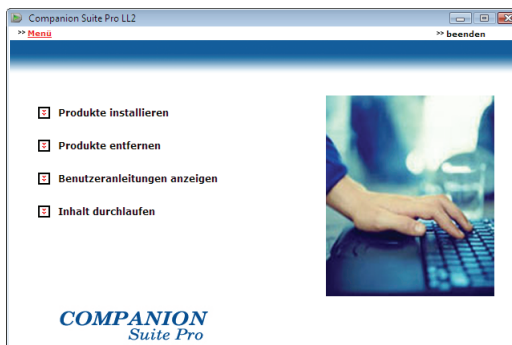 Companion Suite Pro LL2
>> Menü
>> beenden
Produkte installieren
Produkte entfernen
Benutzeranleitungen anzeigen
Inhalt durchlaufen
COMPANION
Suite Pro